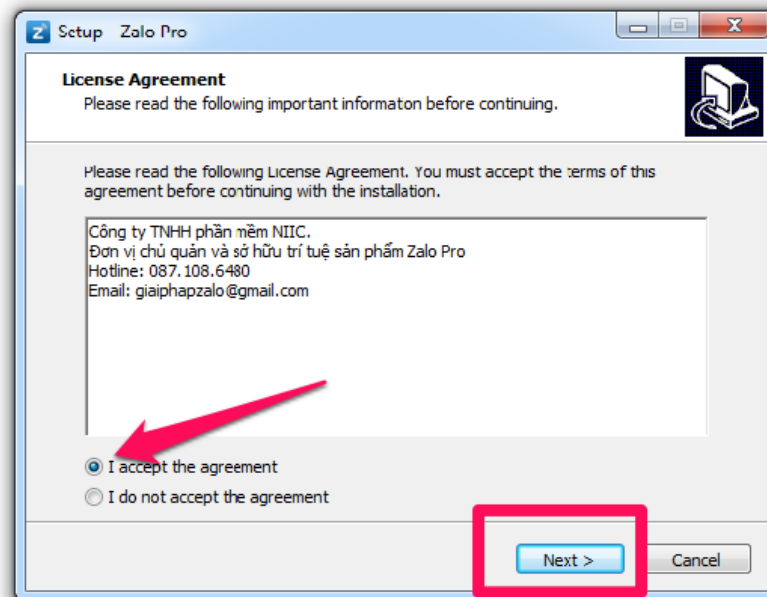 Setup Zalo Pro
License Agreement
Please read the following important information before continuing.
Please read the following License Agreement. You must accept the terms of this
agreement before continuing with the installation.
Công ty TNHH phần mềm NIIC.
Đơn vị chủ quản và sở hữu trí tuệ sản phẩm Zalo Pro
Hotline: 087.108.6480
Email: giaiphapzalo@gmail.com
I accept the agreement
I do not accept the agreement
Next >
Cancel